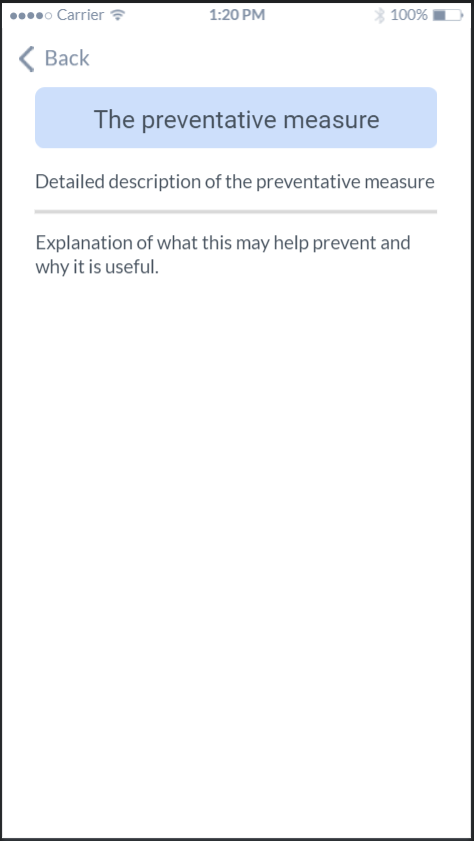 Carrier 1:20 PM 100%
Back
The preventative measure
Detailed description of the preventative measure
Explanation of what this may help prevent and
why it is useful.